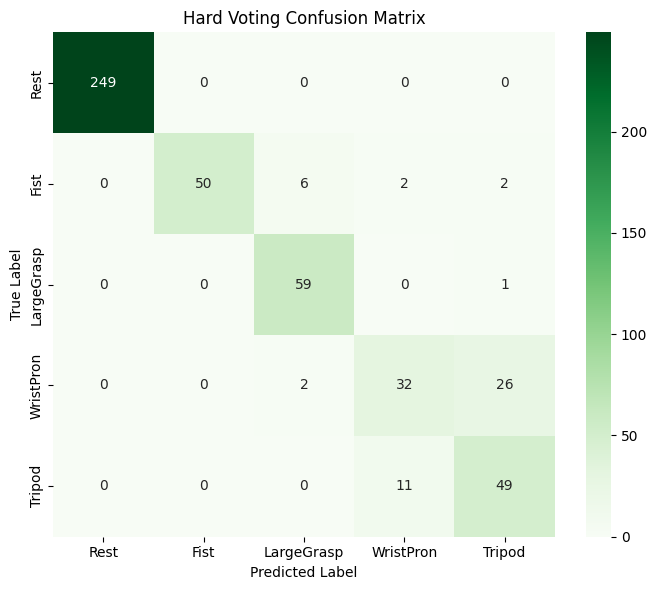 Hard Voting Confusion Matrix
True Label
Rest 249 0 0 0 0
Fist 0 50 6 2 2
LargeGrasp 0 0 59 0 1
WristPron 0 0 2 32 26
Tripod 0 0 0 11 49
Rest Fist LargeGrasp WristPron Tripod
Predicted Label
200
150
100
50
0